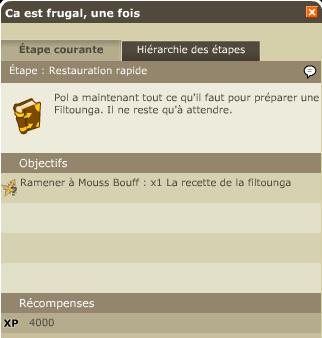 Ca est frugal, une fois
Étape courante
Hiérarchie des étapes
Étape : Restauration rapide
Pol a maintenant tout ce qu'il faut pour préparer une
Filtounga. Il ne reste qu'à attendre.
Objectifs
Ramener à Mouss Bouff : x1 La recette de la filtounga
Récompenses
XP 4000